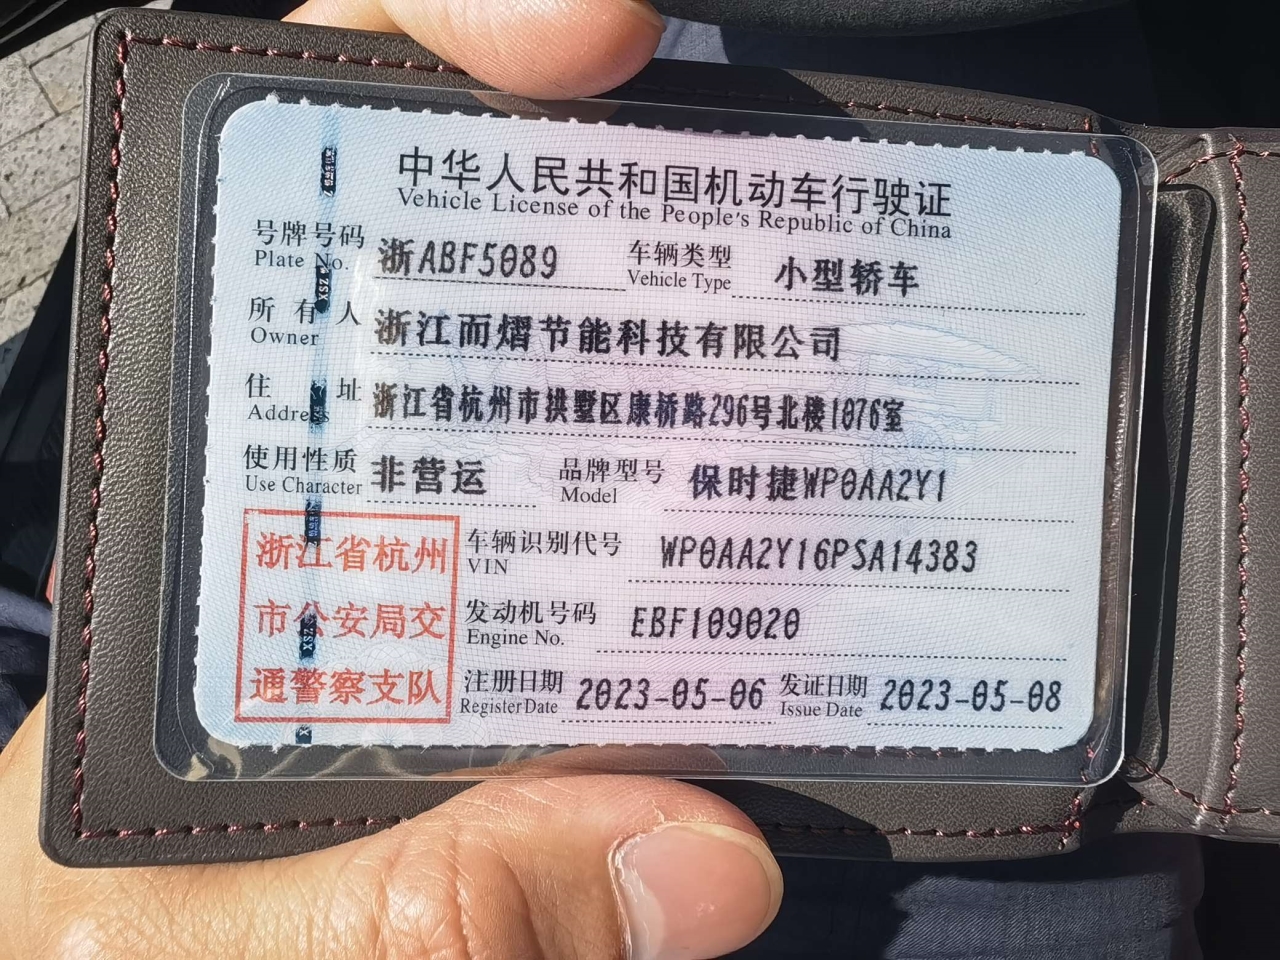 中华人民共和国机动车行驶证
Vehicle License of the People's Republic of China
号牌号码 浙ABF5089 车辆类型 小型轿车
Plate No. Vehicle Type
所有人 浙江而熠节能科技有限公司
Owner
住址 浙江省杭州市拱墅区康桥路296号北楼1076室
Address
使用性质 非营运 品牌型号 保时捷WP0AA2Y1
Use Character Model
浙江省杭州
市公安局交
通警察支队
车辆识别代号 WP0AA2Y16PSA14383
VIN
发动机号码 EBF109020
Engine No.
注册日期 2023-05-06 发证日期 2023-05-08
Register Date Issue Date
XSZ
XSZ